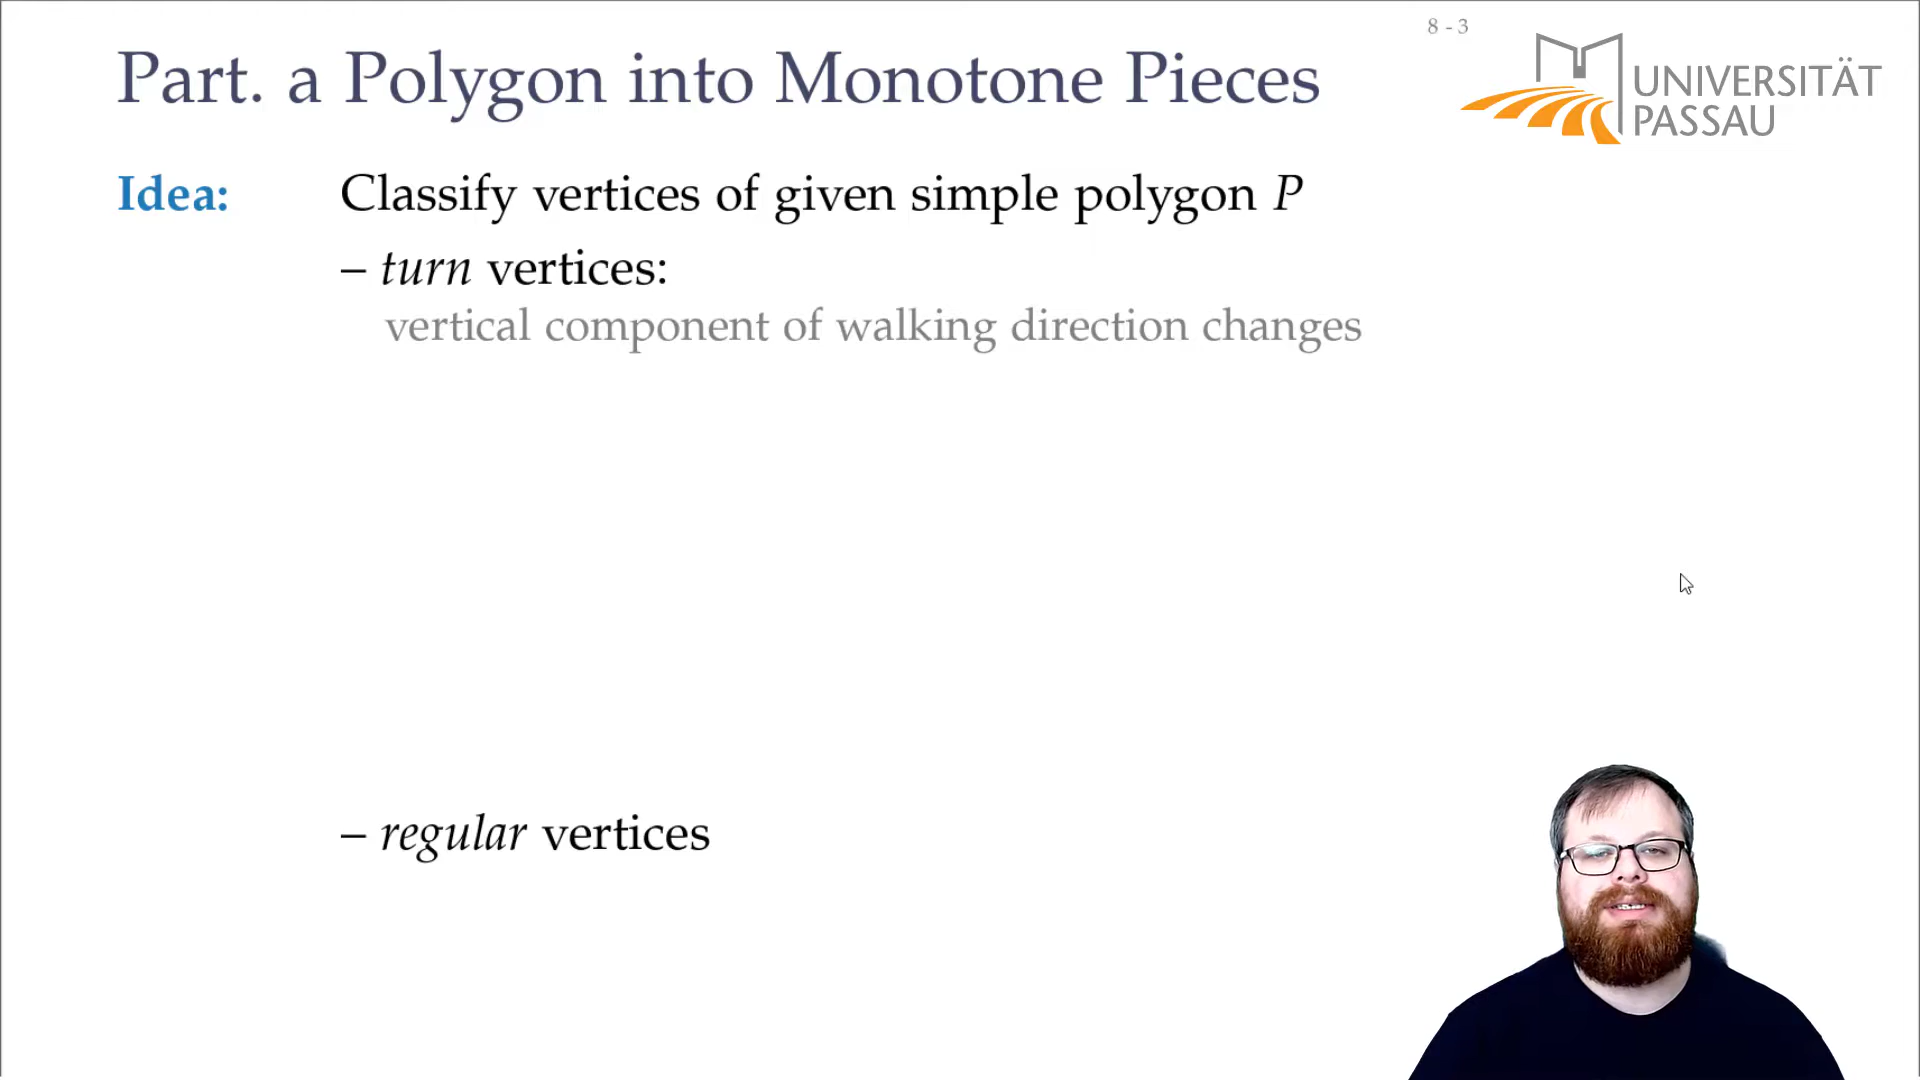 8 - 3
Part. a Polygon into Monotone Pieces
UNIVERSITÄT
PASSAU
Idea: Classify vertices of given simple polygon P
– turn vertices:
vertical component of walking direction changes
– regular vertices